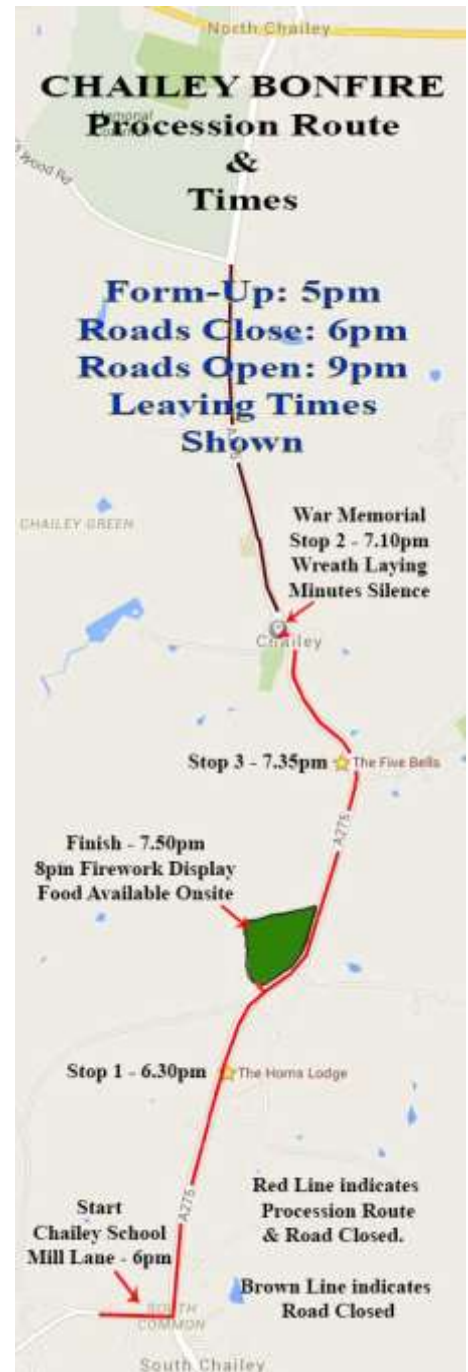 North Chailey
CHAILEY BONFIRE
Memorial
Procession Route
&
Times
Wood Rd
Form-Up: 5pm
Roads Close: 6pm
Roads Open: 9pm
Leaving Times
Shown
CHAILEY GREEN
War Memorial
Stop 2 - 7.10pm
Wreath Laying
Minutes Silence
Chailey
Stop 3 - 7.35pm
The Five Bells
A275
Finish - 7.50pm
8pm Firework Display
Food Available Onsite
Stop 1 - 6.30pm
The Horns Lodge
A275
Red Line indicates
Procession Route
& Road Closed.
Start
Chailey School
Mill Lane - 6pm
Brown Line indicates
Road Closed
SOUTH
COMMON
South Chailey